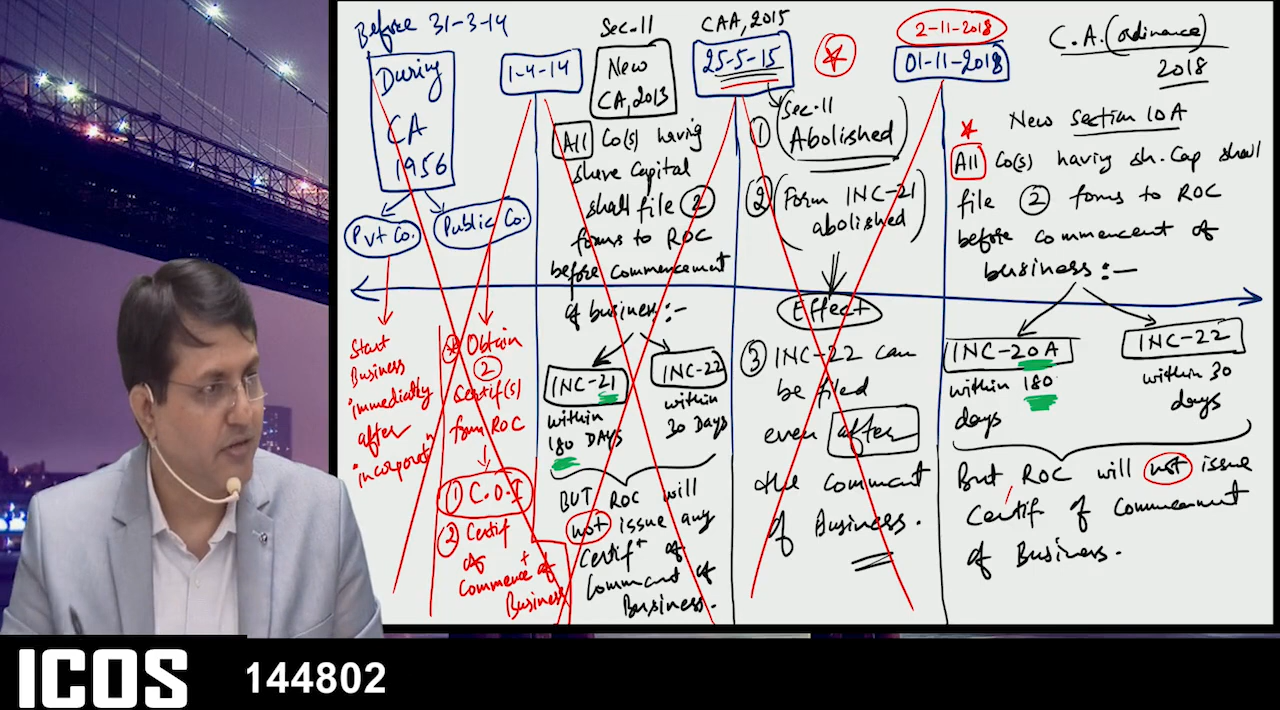 Before 31-3-14
During
CA
1956
Pvt Co.
Public Co.
Start
Business
immediately
after
incorporatn
Obtain
2
certif(s)
form ROC
① C.O.I
② Certif
of
Commence+ of
Business
1-4-14
Sec.11
New
CA, 2013
All Co(s) having
shere capital
shall file ②
forms to ROC
before commencement
of business :-
INC-21
within
180 DAYS
INC-22
within
30 DAYS
BUT ROC will
not issue any
Certif+ of
Commant of
Business.
CAA, 2015
25-5-15
① Sec.11
Abolished
② Form INC-21
abolished
Effect
③ INC-22 can
be filed
even after
the commant
of Business.
2-11-2018
01-11-2018
C.A. (ordinance)
2018
New section 10A
All Co(s) having sh. Cap shall
file ② forms to ROC
before commencent of
business :-
INC-20A
within 180
days
INC-22
within 30
days
But, ROC will not issue
Certif of Commencement
of Business.
ICOS
144802